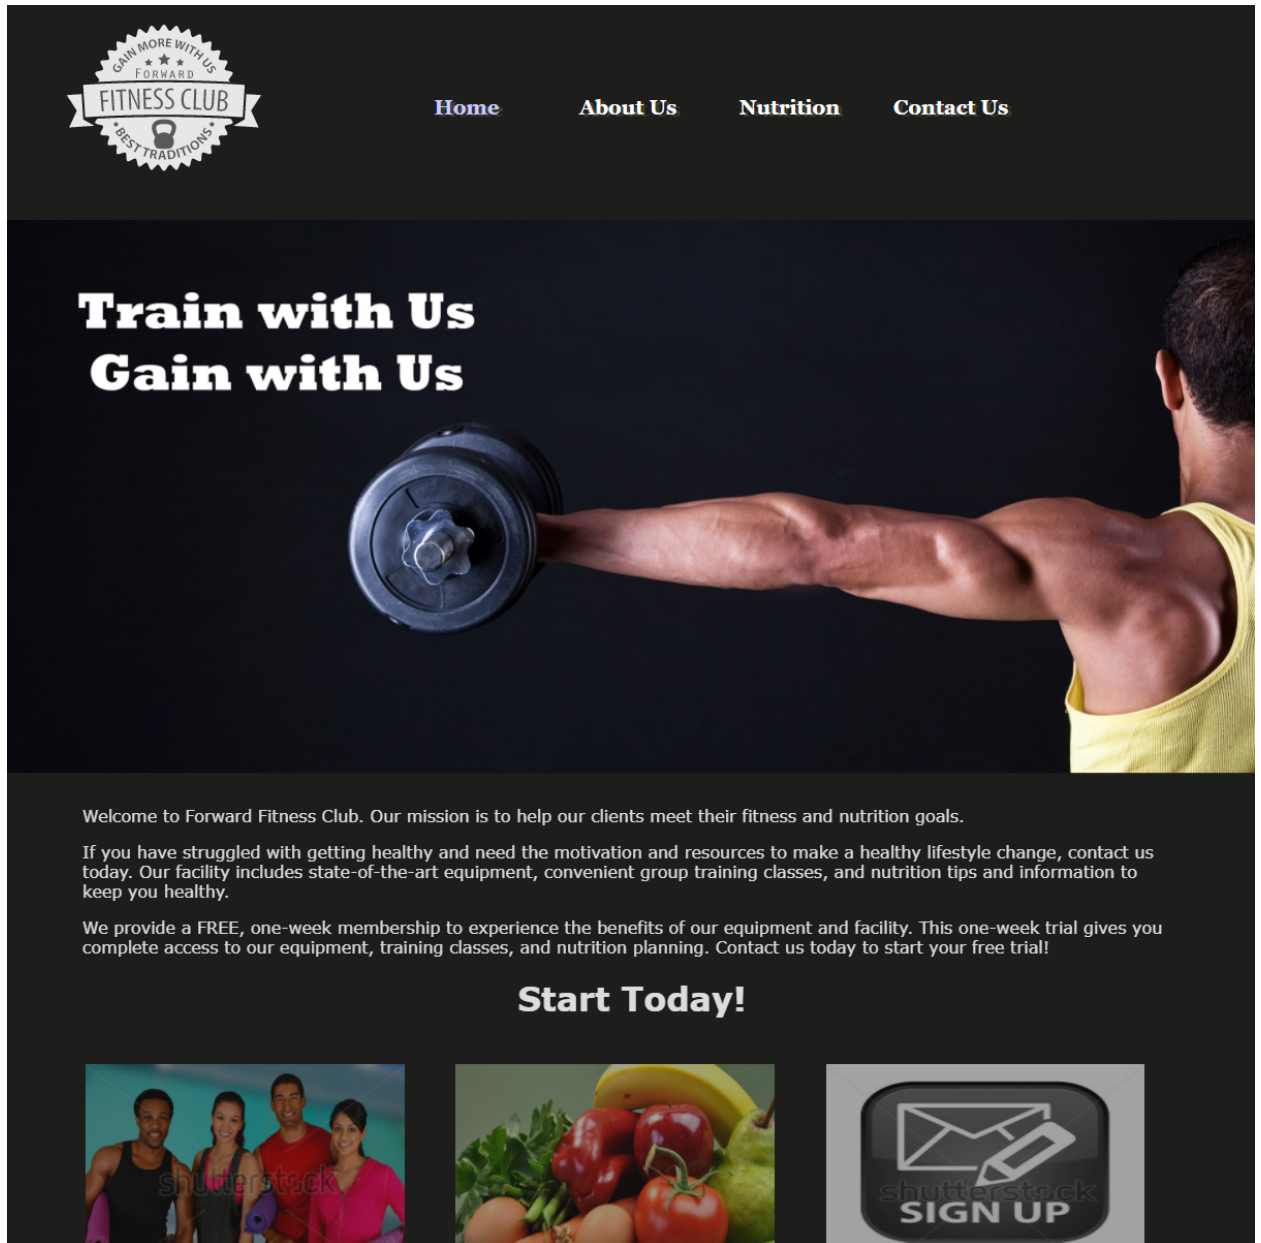 GAIN MORE WITH US
FORWARD
FITNESS CLUB
BEST TRADITIONS
Home About Us Nutrition Contact Us
Train with Us
Gain with Us
Welcome to Forward Fitness Club. Our mission is to help our clients meet their fitness and nutrition goals.
If you have struggled with getting healthy and need the motivation and resources to make a healthy lifestyle change, contact us
today. Our facility includes state-of-the-art equipment, convenient group training classes, and nutrition tips and information to
keep you healthy.
We provide a FREE, one-week membership to experience the benefits of our equipment and facility. This one-week trial gives you
complete access to our equipment, training classes, and nutrition planning. Contact us today to start your free trial!
Start Today!
shutterstock
shutterstock
SIGN UP